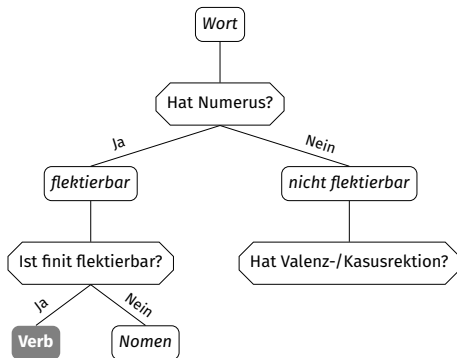 Wort
Hat Numerus?
Ja
Nein
flektierbar
nicht flektierbar
Ist finit flektierbar?
Hat Valenz-/Kasusrektion?
Ja
Nein
Verb
Nomen